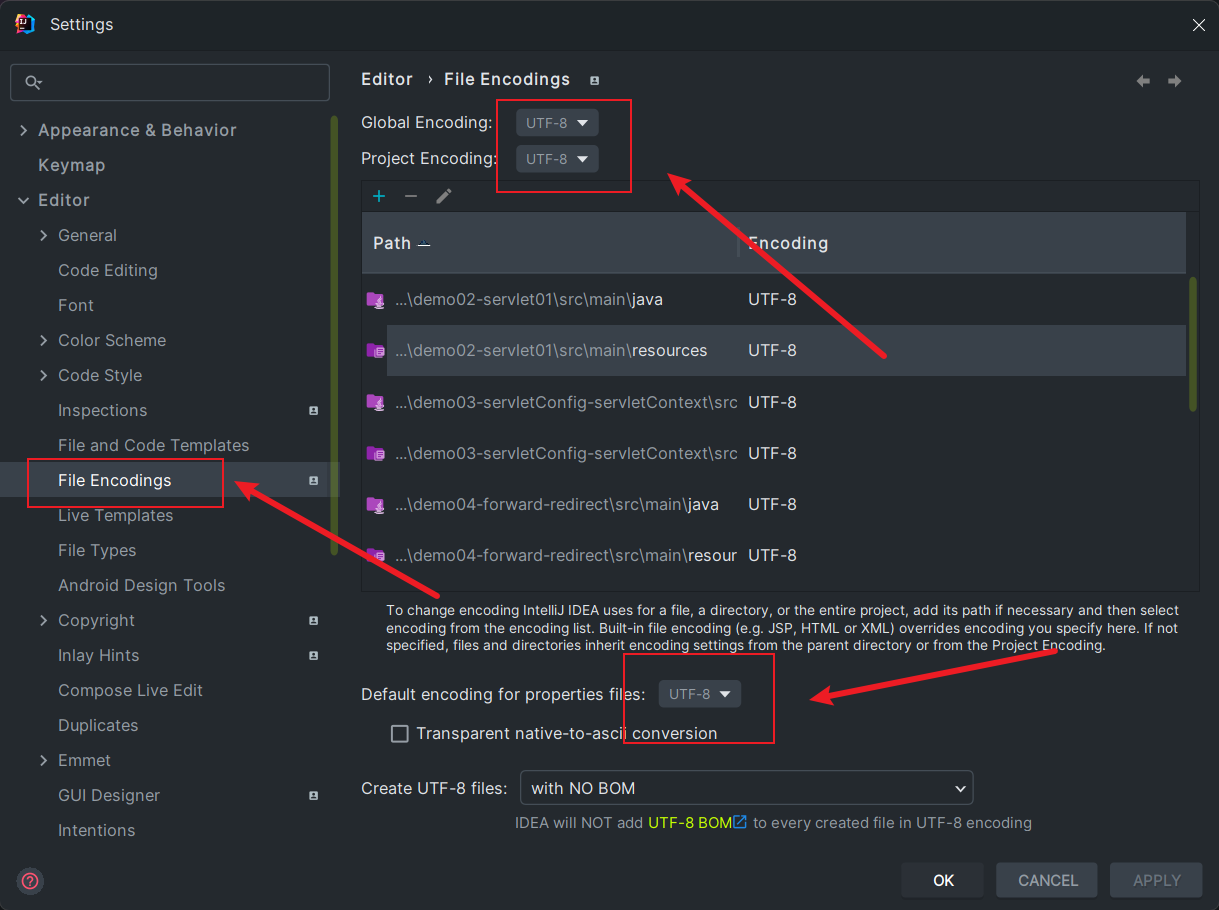 Settings
Editor › File Encodings
Global Encoding: UTF-8
Project Encoding: UTF-8
Path Encoding
...\demo02-servlet01\src\main\java UTF-8
...\demo02-servlet01\src\main\resources UTF-8
...\demo03-servletConfig-servletContext\src UTF-8
...\demo03-servletConfig-servletContext\src UTF-8
...\demo04-forward-redirect\src\main\java UTF-8
...\demo04-forward-redirect\src\main\resour UTF-8
To change encoding IntelliJ IDEA uses for a file, a directory, or the entire project, add its path if necessary and then select
encoding from the encoding list. Built-in file encoding (e.g. JSP, HTML or XML) overrides encoding you specify here. If not
specified, files and directories inherit encoding settings from the parent directory or from the Project Encoding.
Default encoding for properties files: UTF-8
Transparent native-to-ascii conversion
Create UTF-8 files: with NO BOM
IDEA will NOT add UTF-8 BOM to every created file in UTF-8 encoding
Appearance & Behavior
Keymap
Editor
General
Code Editing
Font
Color Scheme
Code Style
Inspections
File and Code Templates
File Encodings
Live Templates
File Types
Android Design Tools
Copyright
Inlay Hints
Compose Live Edit
Duplicates
Emmet
GUI Designer
Intentions
OK CANCEL APPLY